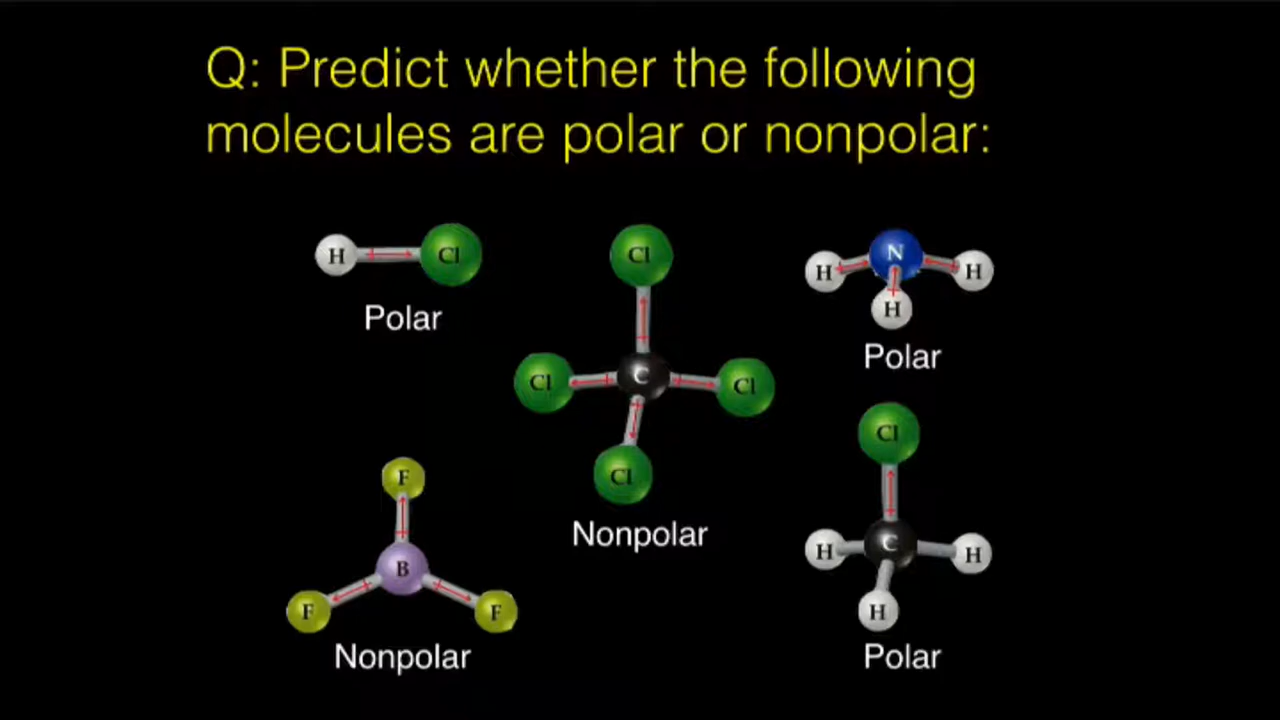 Q: Predict whether the following
molecules are polar or nonpolar:
H Cl
Polar
Cl
Cl C Cl
Cl
Nonpolar
N
H H
H
Polar
F
B
F F
Nonpolar
Cl
H C H
H
Polar